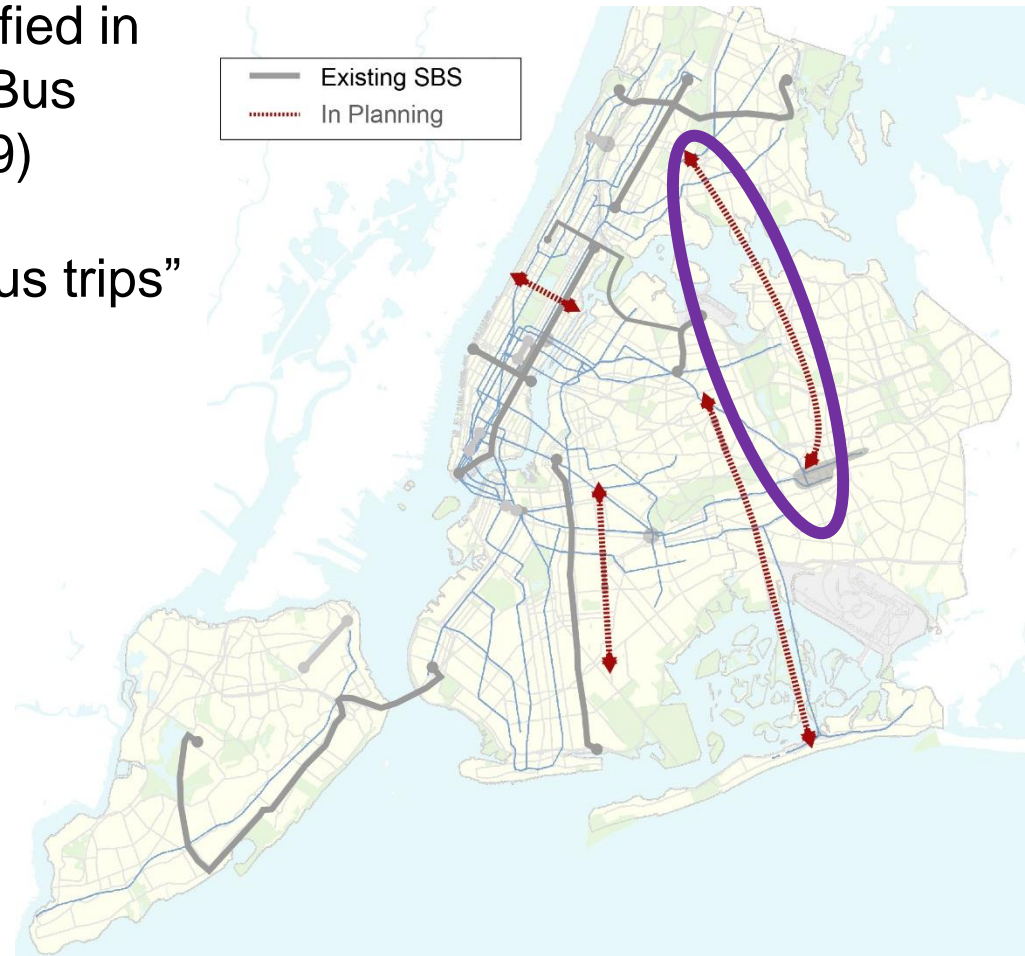 fied in
Bus
9)
us trips”
Existing SBS
In Planning